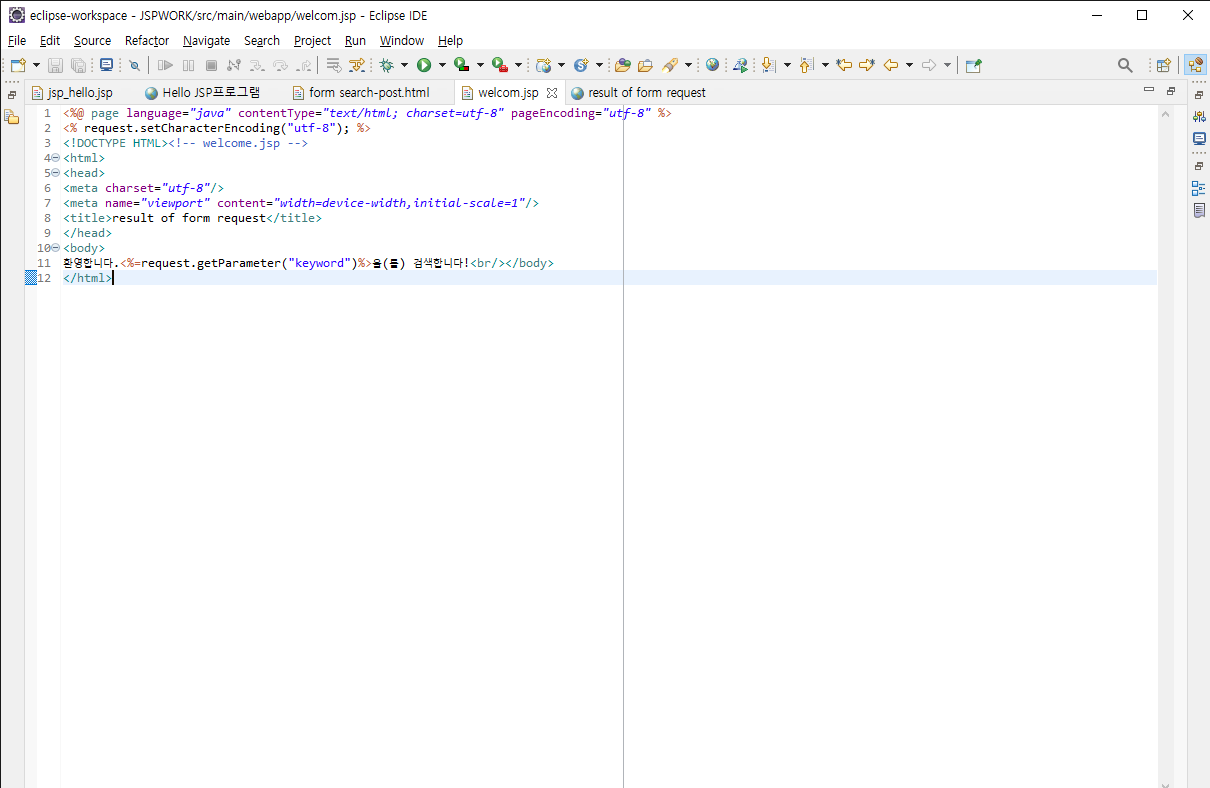 eclipse-workspace - JSPWORK/src/main/webapp/welcom.jsp - Eclipse IDE
File Edit Source Refactor Navigate Search Project Run Window Help
jsp_hello.jsp Hello JSP프로그램 form search-post.html welcom.jsp result of form request
1 <%@ page language="java" contentType="text/html; charset=utf-8" pageEncoding="utf-8" %>
2 <% request.setCharacterEncoding("utf-8"); %>
3 <!DOCTYPE HTML><!-- welcome.jsp -->
4 <html>
5 <head>
6 <meta charset="utf-8"/>
7 <meta name="viewport" content="width=device-width,initial-scale=1"/>
8 <title>result of form request</title>
9 </head>
10 <body>
11 환영합니다.<%=request.getParameter("keyword")%>을(를) 검색합니다!<br/></body>
12 </html>